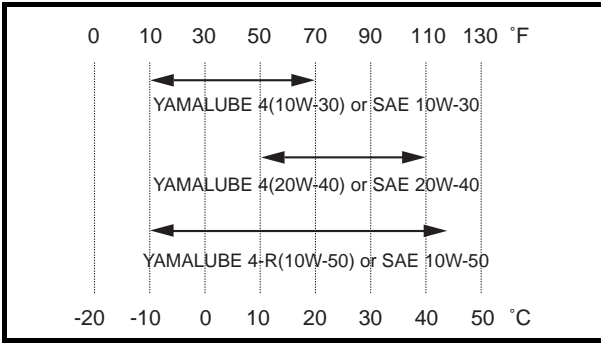 0 10 30 50 70 90 110 130 ˚F
YAMALUBE 4(10W-30) or SAE 10W-30
YAMALUBE 4(20W-40) or SAE 20W-40
YAMALUBE 4-R(10W-50) or SAE 10W-50
-20 -10 0 10 20 30 40 50 ˚C